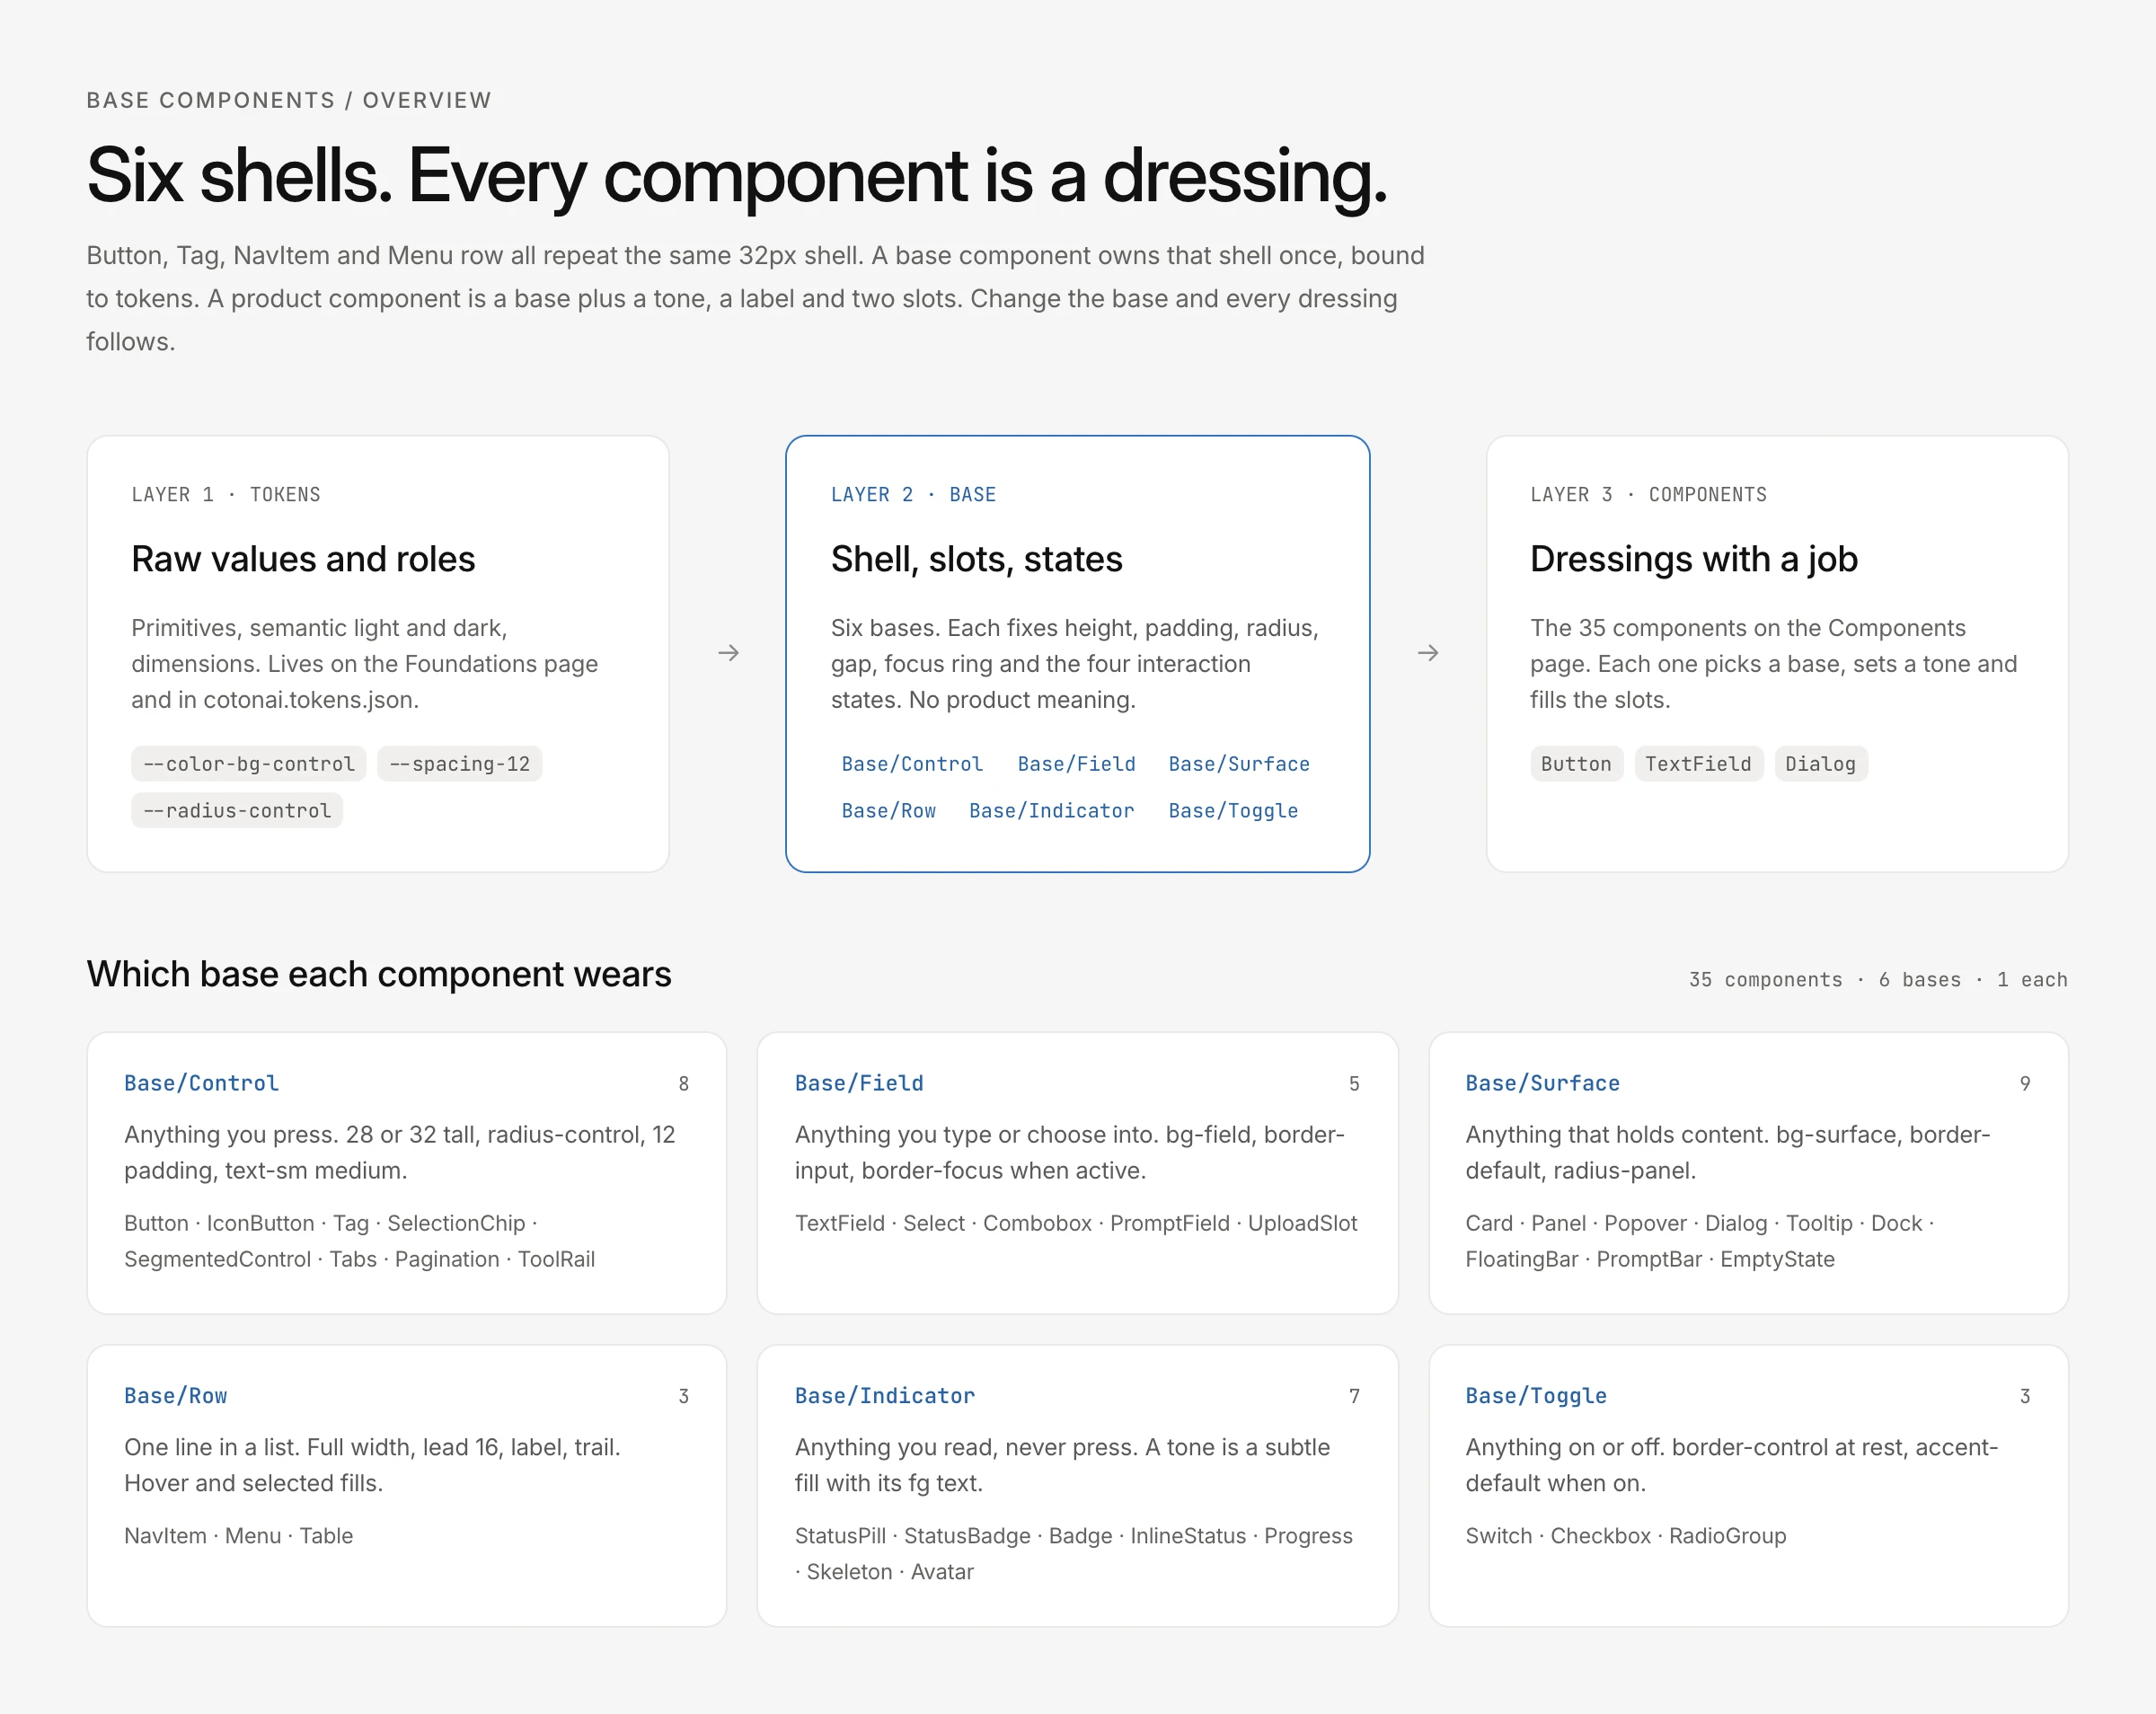 BASE COMPONENTS / OVERVIEW
Six shells. Every component is a dressing.
Button, Tag, NavItem and Menu row all repeat the same 32px shell. A base component owns that shell once, bound
to tokens. A product component is a base plus a tone, a label and two slots. Change the base and every dressing
follows.
LAYER 1 · TOKENS
Raw values and roles
Primitives, semantic light and dark,
dimensions. Lives on the Foundations page
and in cotonai.tokens.json.
--color-bg-control --spacing-12
--radius-control
→
LAYER 2 · BASE
Shell, slots, states
Six bases. Each fixes height, padding, radius,
gap, focus ring and the four interaction
states. No product meaning.
Base/Control Base/Field Base/Surface
Base/Row Base/Indicator Base/Toggle
→
LAYER 3 · COMPONENTS
Dressings with a job
The 35 components on the Components
page. Each one picks a base, sets a tone and
fills the slots.
Button TextField Dialog
Which base each component wears
35 components · 6 bases · 1 each
Base/Control 8
Anything you press. 28 or 32 tall, radius-control, 12
padding, text-sm medium.
Button · IconButton · Tag · SelectionChip ·
SegmentedControl · Tabs · Pagination · ToolRail
Base/Field 5
Anything you type or choose into. bg-field, border-
input, border-focus when active.
TextField · Select · Combobox · PromptField · UploadSlot
Base/Surface 9
Anything that holds content. bg-surface, border-
default, radius-panel.
Card · Panel · Popover · Dialog · Tooltip · Dock ·
FloatingBar · PromptBar · EmptyState
Base/Row 3
One line in a list. Full width, lead 16, label, trail.
Hover and selected fills.
NavItem · Menu · Table
Base/Indicator 7
Anything you read, never press. A tone is a subtle
fill with its fg text.
StatusPill · StatusBadge · Badge · InlineStatus · Progress
· Skeleton · Avatar
Base/Toggle 3
Anything on or off. border-control at rest, accent-
default when on.
Switch · Checkbox · RadioGroup